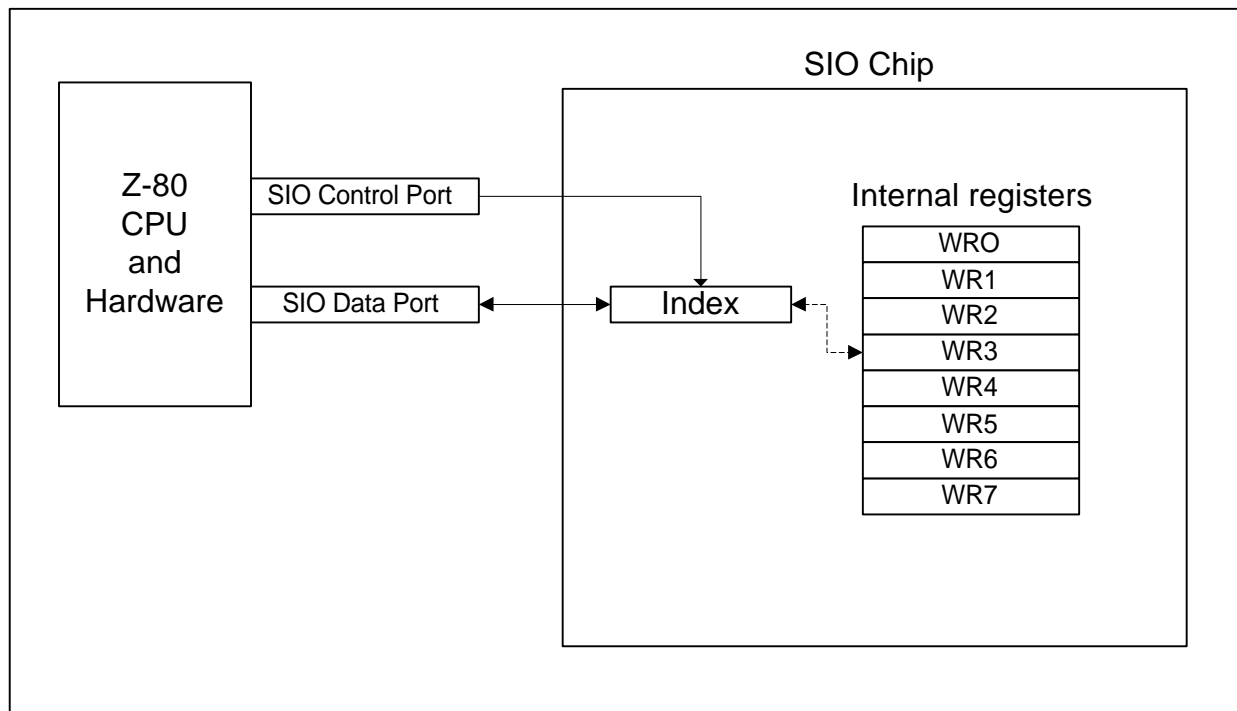 SIO Chip
Z-80
CPU
and
Hardware
SIO Control Port
SIO Data Port
Index
Internal registers
WRO
WR1
WR2
WR3
WR4
WR5
WR6
WR7